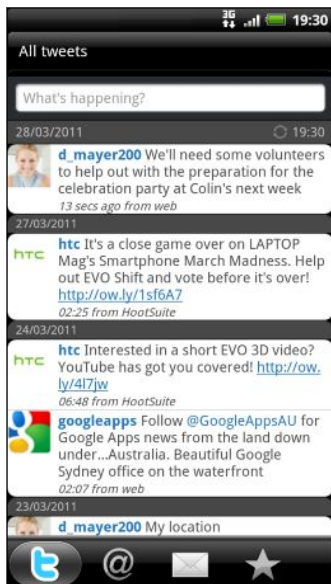 3G 19:30
All tweets
What's happening?
28/03/2011 19:30
d_mayer200 We'll need some volunteers
to help out with the preparation for the
celebration party at Colin's next week
13 secs ago from web
27/03/2011
htc
htc It's a close game over on LAPTOP
Mag's Smartphone March Madness. Help
out EVO Shift and vote before it's over!
http://ow.ly/1sf6A7
02:25 from HootSuite
24/03/2011
htc
htc Interested in a short EVO 3D video?
YouTube has got you covered! http://ow.
ly/4l7jw
06:48 from HootSuite
googleapps Follow @GoogleAppsAU for
Google Apps news from the land down
under...Australia. Beautiful Google
Sydney office on the waterfront
02:07 from web
23/03/2011
d_mayer200 My location
@